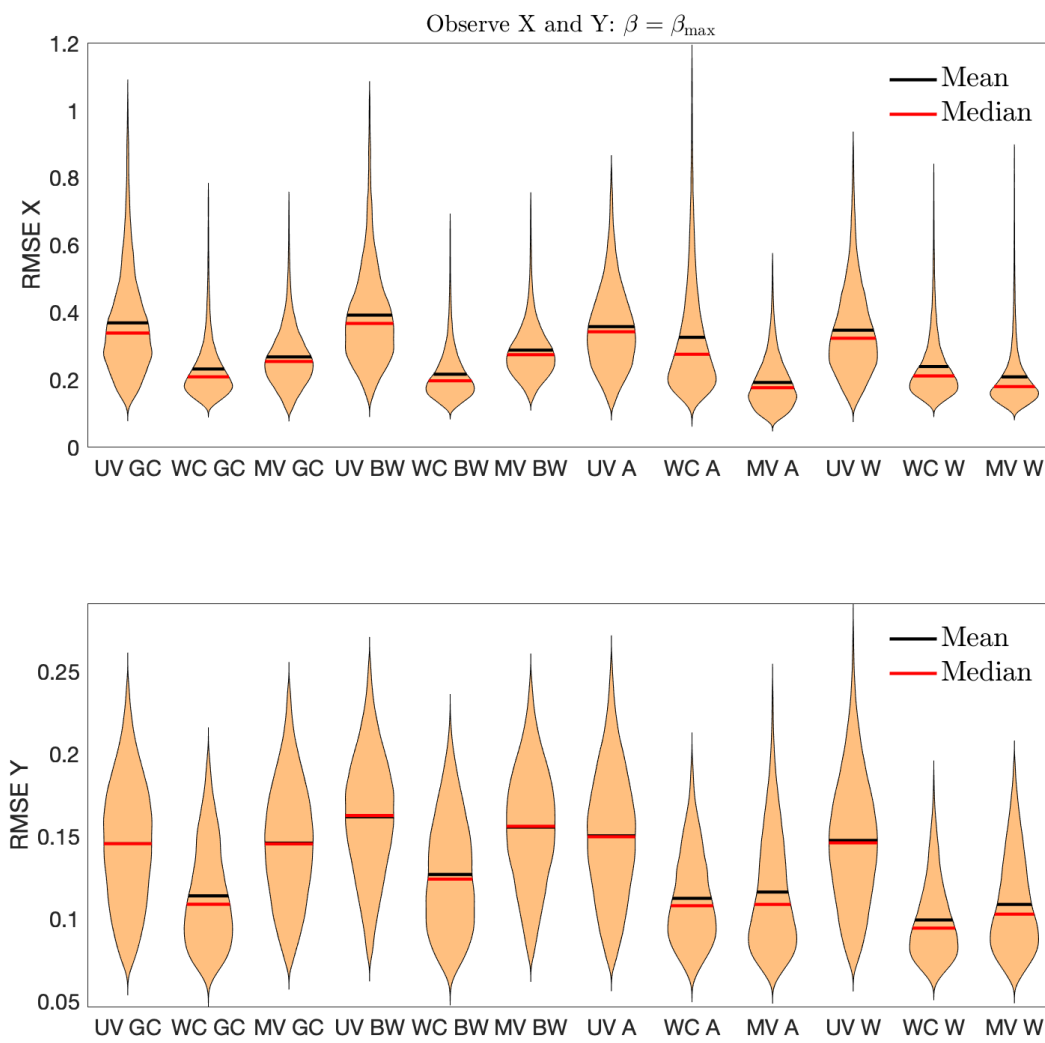 Observe X and Y: β = βmax
1.2
1
0.8
0.6
0.4
0.2
0
RMSE X
Mean
Median
UV GC WC GC MV GC UV BW WC BW MV BW UV A WC A MV A UV W WC W MV W
0.25
0.2
0.15
0.1
0.05
RMSE Y
Mean
Median
UV GC WC GC MV GC UV BW WC BW MV BW UV A WC A MV A UV W WC W MV W